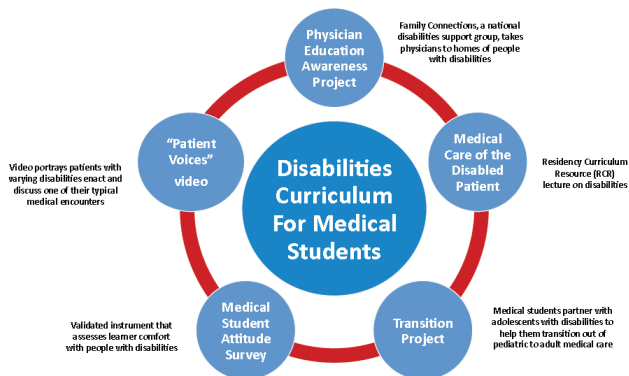 Physician
Education
Awareness
Project
Family Connections, a national
disabilities support group, takes
physicians to homes of people
with disabilities
"Patient
Voices"
video
Video portrays patients with
varying disabilities enact and
discuss one of their typical
medical encounters
Disabilities
Curriculum
For Medical
Students
Medical
Care of the
Disabled
Patient
Residency Curriculum
Resource (RCR)
lecture on disabilities
Medical
Student
Attitude
Survey
Validated instrument that
assesses learner comfort
with people with disabilities
Transition
Project
Medical students partner with
adolescents with disabilities to
help them transition out of
pediatric to adult medical care